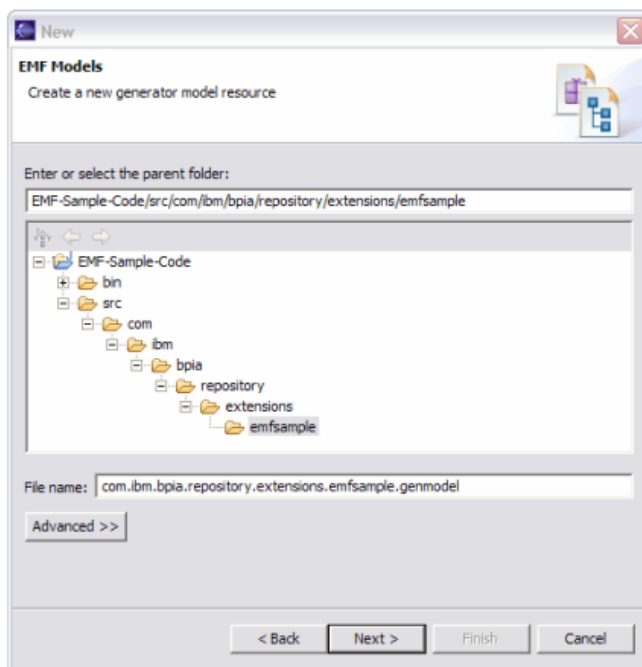 New
EMF Models
Create a new generator model resource
Enter or select the parent folder:
EMF-Sample-Code/src/com/ibm/bpia/repository/extensions/emfsample
EMF-Sample-Code
bin
src
com
ibm
bpia
repository
extensions
emfsample
File name: com.ibm.bpia.repository.extensions.emfsample.genmodel
Advanced >>
< Back Next > Finish Cancel